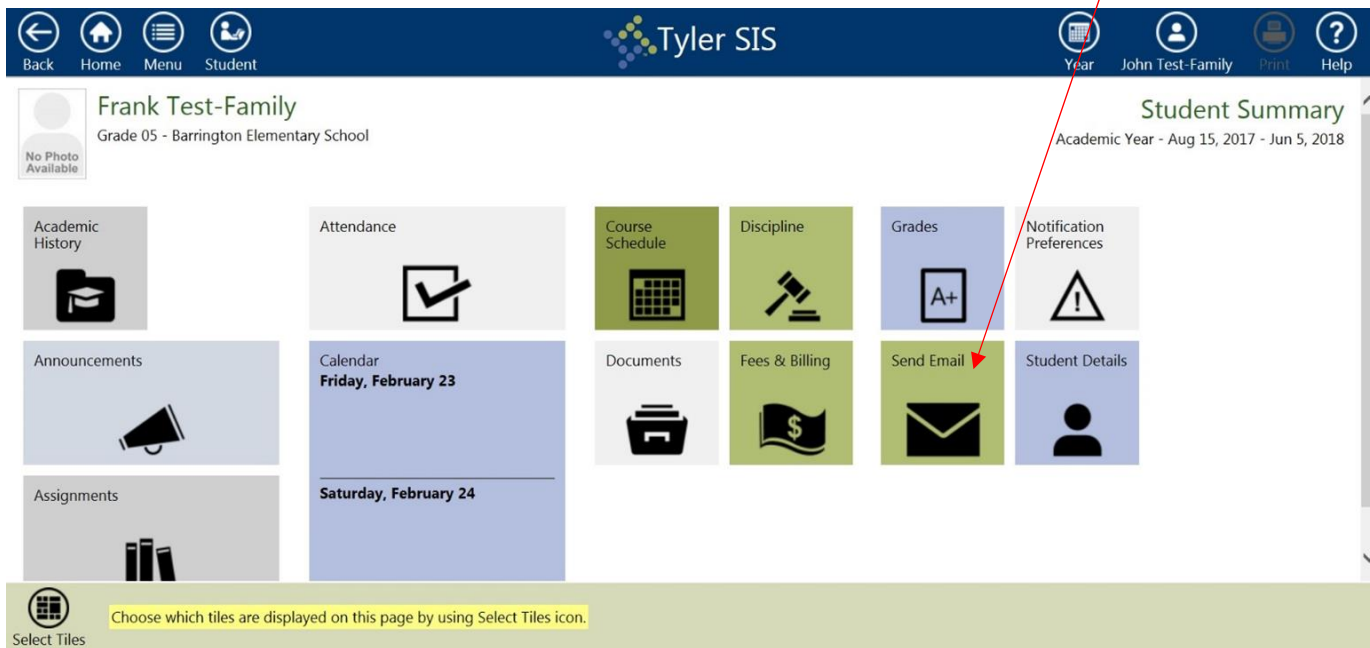 Back
Home
Menu
Student
Tyler SIS
Year
John Test-Family
Print
Help
No Photo
Available
Frank Test-Family
Grade 05 - Barrington Elementary School
Student Summary
Academic Year - Aug 15, 2017 - Jun 5, 2018
Academic
History
Attendance
Course
Schedule
Discipline
Grades
A+
Notification
Preferences
Announcements
Calendar
Friday, February 23
Saturday, February 24
Documents
Fees & Billing
$
Send Email
Student Details
Assignments
Select Tiles
Choose which tiles are displayed on this page by using Select Tiles icon.